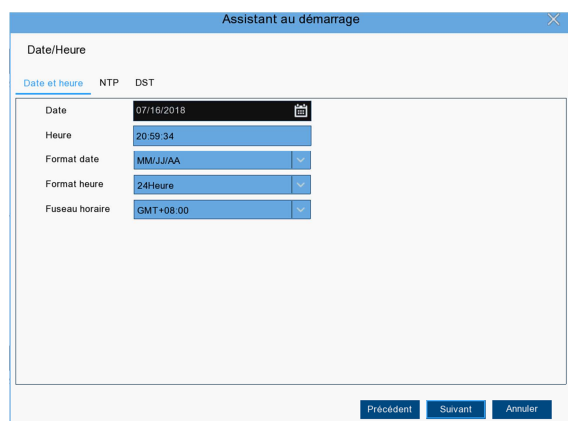 Assistant au démarrage
Date/Heure
Date et heure NTP DST
Date 07/16/2018
Heure 20:59:34
Format date MM/JJ/AA
Format heure 24Heure
Fuseau horaire GMT+08:00
Précédent Suivant Annuler